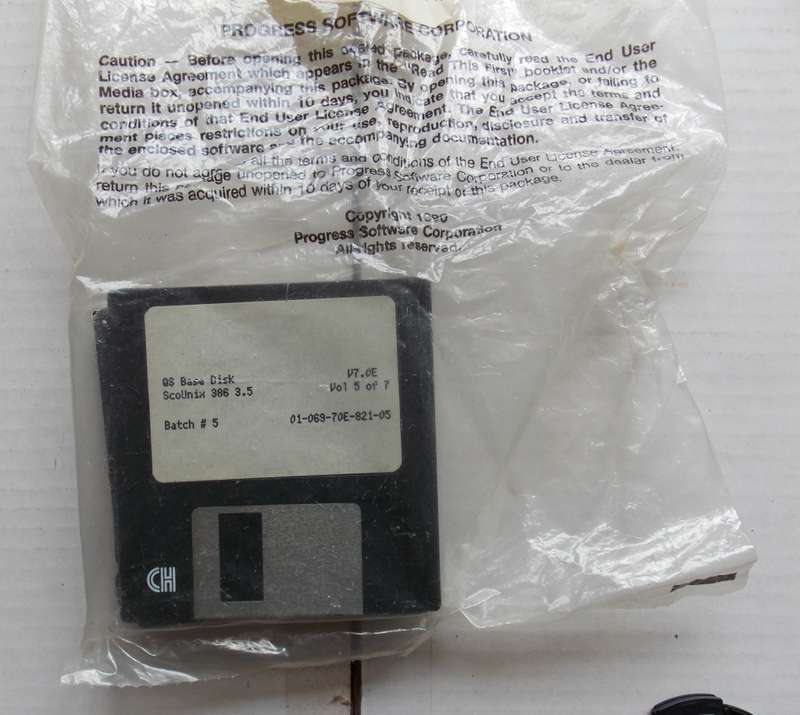 PROGRESS SOFTWARE CORPORATION
Caution — Before opening this sealed package, carefully read the End User
License Agreement which appears in the "Read This First" booklet and/or the
Media box, accompanying this package. By opening this package, or failing to
return it unopened within 10 days, you indicate that you accept the terms and
conditions of that End User License Agreement. The End User License Agree-
ment places restrictions on your use, reproduction, disclosure and transfer of
the enclosed software and the accompanying documentation.
If you do not agree all the terms and conditions of the End User License Agreement,
return this package unopened to Progress Software Corporation or to the dealer from
which it was acquired within 10 days of your receipt of this package.
Copyright
Progress Software Corporation
All rights reserved.
QS Base Disk V7.0E
ScoUnix 386 3.5 Vol 5 of 7
Batch # 5 01-069-70E-821-05
CH